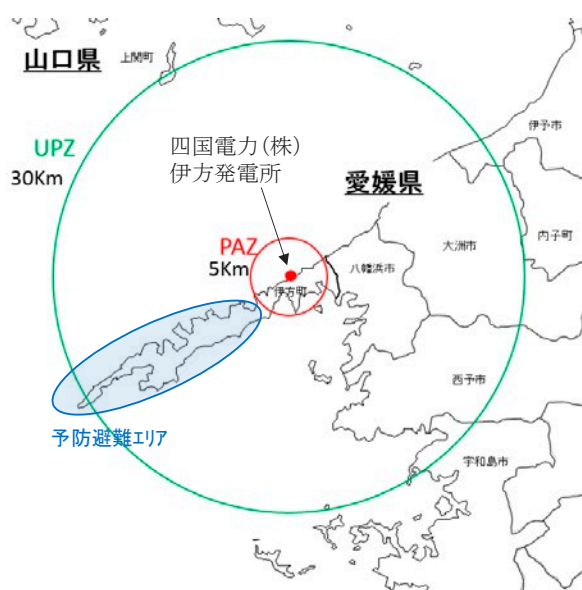 山口県
上関町
UPZ
30Km
四国電力(株)
伊方発電所
愛媛県
伊予市
内子町
大洲市
八幡浜市
PAZ
5Km
伊方町
西予市
予防避難エリア
宇和島市